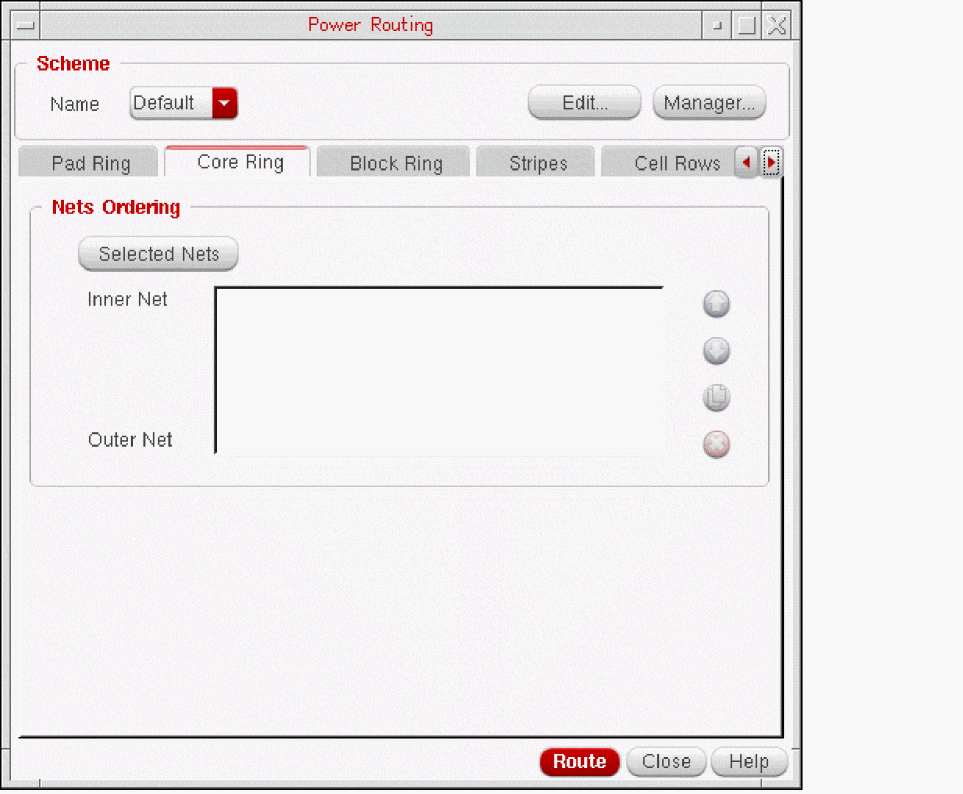 Power Routing
Scheme
Name Default Edit... Manager...
Pad Ring Core Ring Block Ring Stripes Cell Rows
Nets Ordering
Selected Nets
Inner Net
Outer Net
Route Close Help